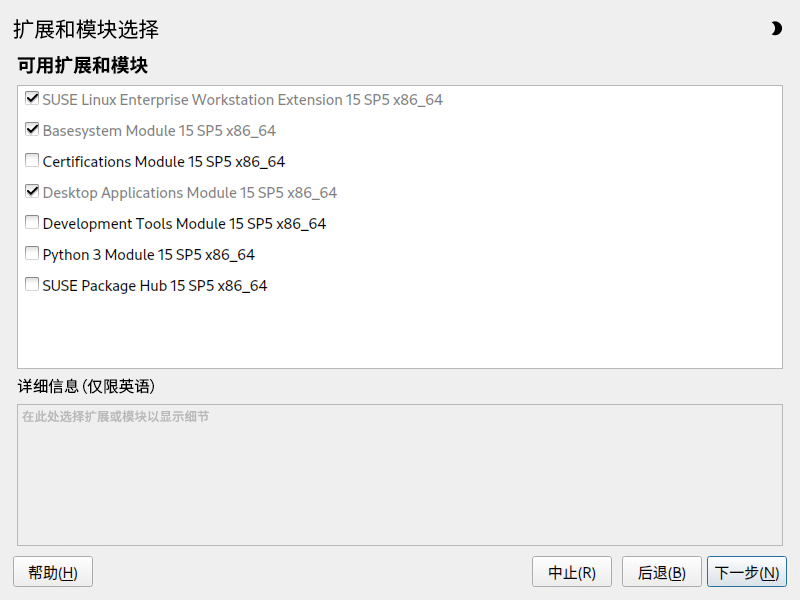 扩展和模块选择
可用扩展和模块
SUSE Linux Enterprise Workstation Extension 15 SP5 x86_64
Basesystem Module 15 SP5 x86_64
Certifications Module 15 SP5 x86_64
Desktop Applications Module 15 SP5 x86_64
Development Tools Module 15 SP5 x86_64
Python 3 Module 15 SP5 x86_64
SUSE Package Hub 15 SP5 x86_64
详细信息(仅限英语)
在此处选择扩展或模块以显示细节
帮助(H) 中止(R) 后退(B) 下一步(N)